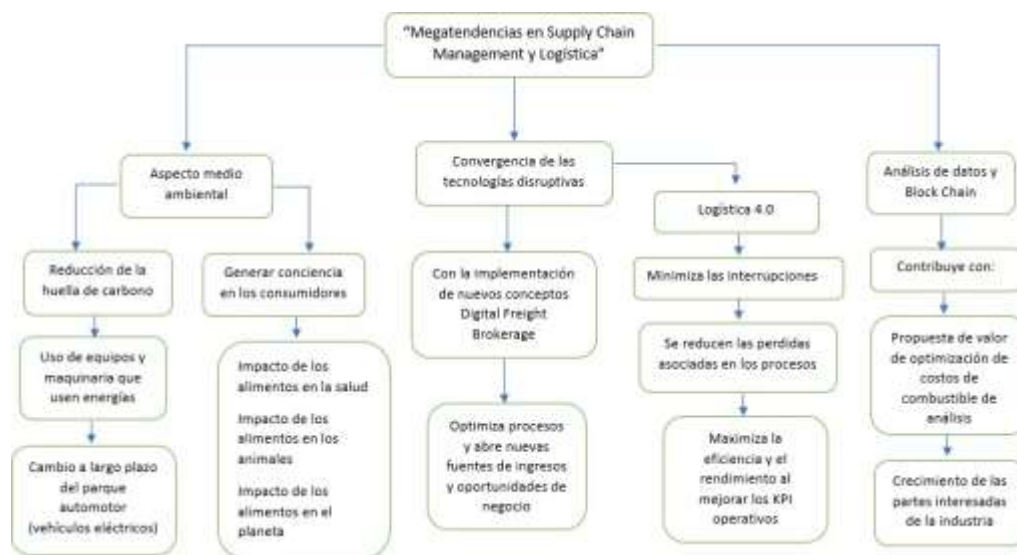 "Megatendencias en Supply Chain
Management y Logística"
Aspecto medio
ambiental
Convergencia de las
tecnologías disruptivas
Análisis de datos y
Block Chain
Logística 4.0
Reducción de la
huella de carbono
Generar conciencia
en los consumidores
Con la implementación
de nuevos conceptos
Digital Freight
Brokerage
Minimiza las interrupciones
Contribuye con:
Uso de equipos y
maquinaria que
usen energías
Impacto de los
alimentos en la salud
Impacto de los
alimentos en los
animales
Impacto de los
alimentos en el
planeta
Se reducen las perdidas
asociadas en los procesos
Propuesta de valor
de optimización de
costos de
combustible de
análisis
Cambio a largo plazo
del parque
automotor
(vehículos eléctricos)
Optimiza procesos
y abre nuevas
fuentes de ingresos
y oportunidades de
negocio
Maximiza la
eficiencia y el
rendimiento al
mejorar los KPI
operativos
Crecimiento de las
partes interesadas
de la industria